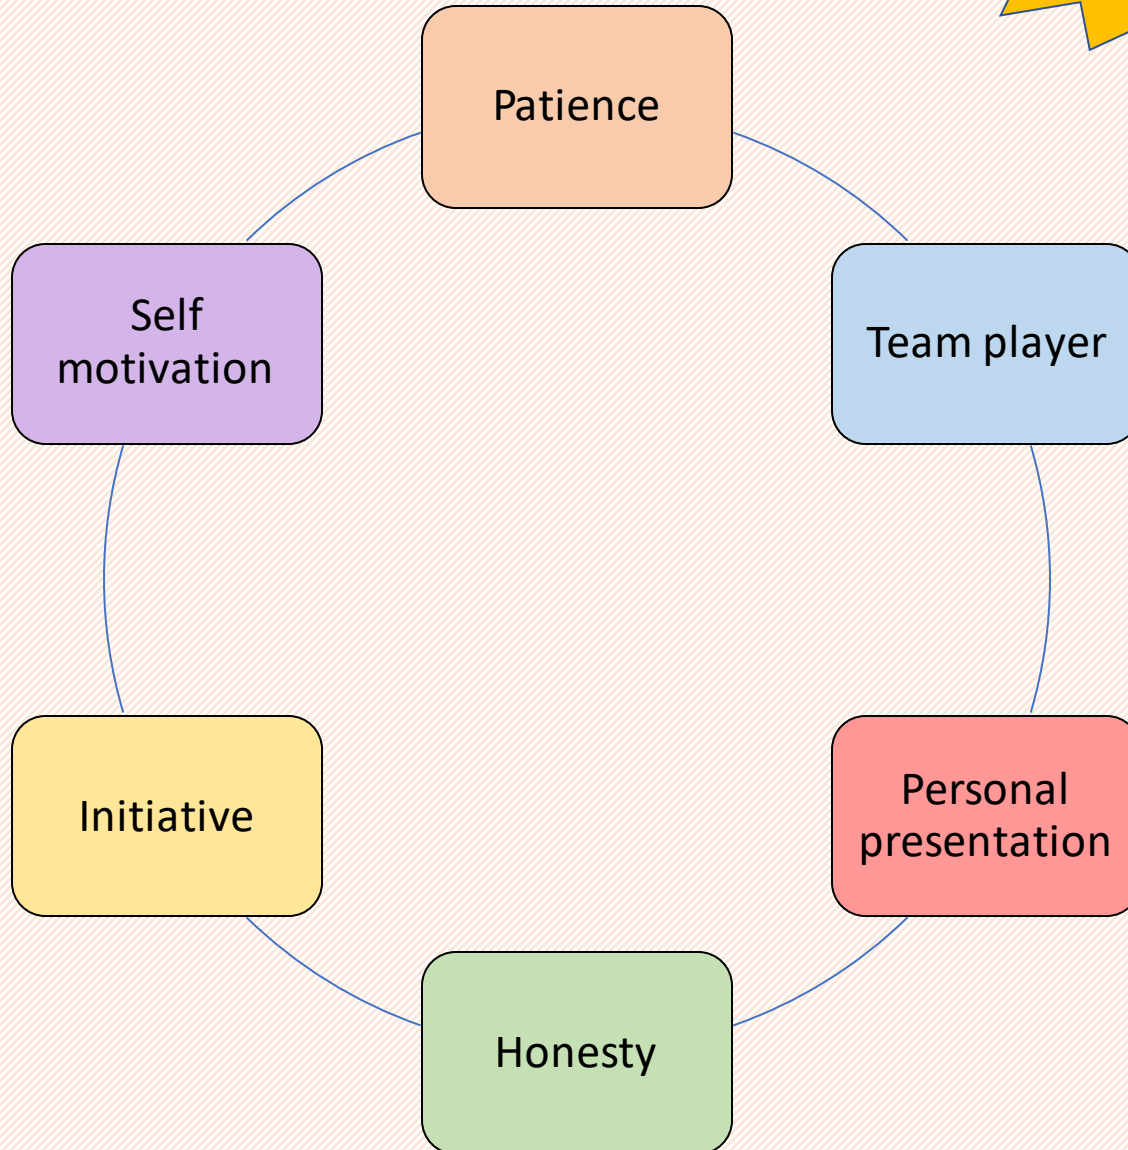 Patience
Self
motivation
Team player
Initiative
Personal
presentation
Honesty